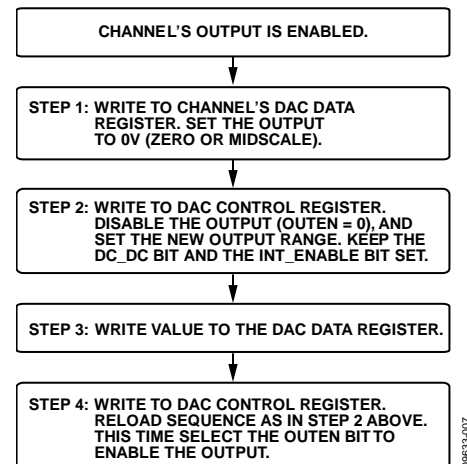 CHANNEL'S OUTPUT IS ENABLED.
STEP 1: WRITE TO CHANNEL'S DAC DATA
REGISTER. SET THE OUTPUT
TO 0V (ZERO OR MIDSCALE).
STEP 2: WRITE TO DAC CONTROL REGISTER.
DISABLE THE OUTPUT (OUTEN = 0), AND
SET THE NEW OUTPUT RANGE. KEEP THE
DC_DC BIT AND THE INT_ENABLE BIT SET.
STEP 3: WRITE VALUE TO THE DAC DATA REGISTER.
STEP 4: WRITE TO DAC CONTROL REGISTER.
RELOAD SEQUENCE AS IN STEP 2 ABOVE.
THIS TIME SELECT THE OUTEN BIT TO
ENABLE THE OUTPUT.
09633-007